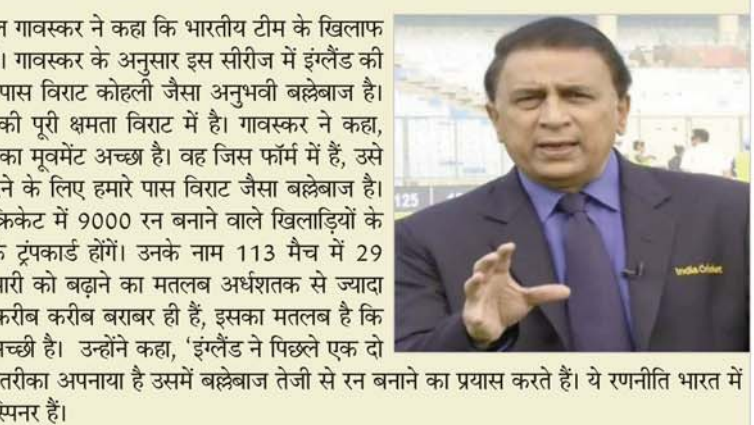 गावस्कर ने कहा कि भारतीय टीम के खिलाफ
। गावस्कर के अनुसार इस सीरीज में इंग्लैंड की
पास विराट कोहली जैसा अनुभवी बल्लेबाज है।
की पूरी क्षमता विराट में है। गावस्कर ने कहा,
का मूवमेंट अच्छा है। वह जिस फॉर्म में हैं, उसे
ने के लिए हमारे पास विराट जैसा बल्लेबाज है।
क्रिकेट में 9000 रन बनाने वाले खिलाड़ियों के
ट्रंपकार्ड होंगें। उनके नाम 113 मैच में 29
पारी को बढ़ाने का मतलब अर्धशतक से ज्यादा
करीब करीब बराबर ही हैं, इसका मतलब है कि
अच्छी है। उन्होंने कहा, 'इंग्लैंड ने पिछले एक दो
तरीका अपनाया है उसमें बल्लेबाज तेजी से रन बनाने का प्रयास करते हैं। ये रणनीति भारत में
स्पिनर हैं।
125
India Cricket